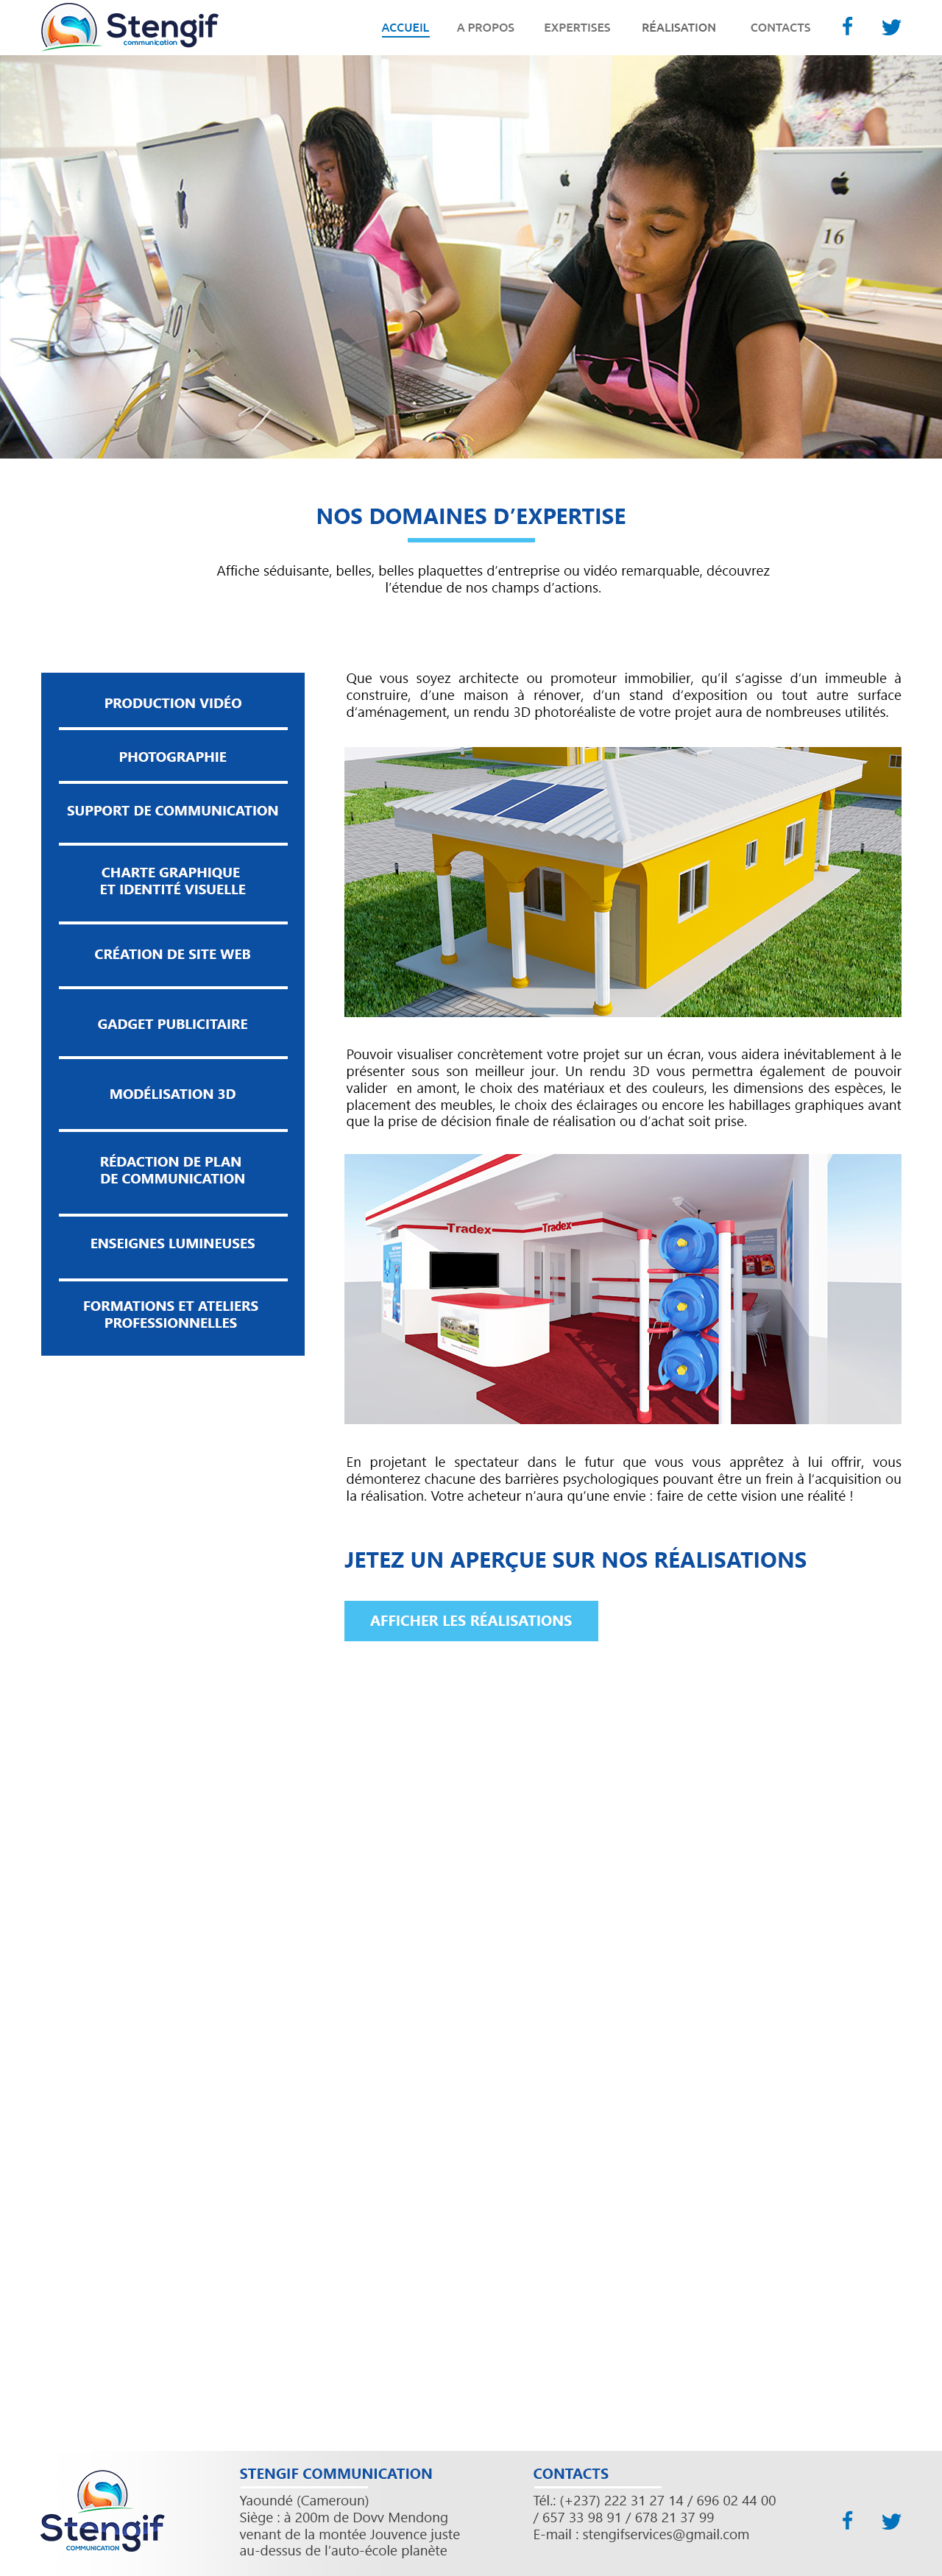 Stengif
communication
ACCUEIL
A PROPOS
EXPERTISES
RÉALISATION
CONTACTS
10
17
16
NOS DOMAINES D’EXPERTISE
Affiche séduisante, belles, belles plaquettes d’entreprise ou vidéo remarquable, découvrez
l’étendue de nos champs d’actions.
PRODUCTION VIDÉO
PHOTOGRAPHIE
SUPPORT DE COMMUNICATION
CHARTE GRAPHIQUE
ET IDENTITÉ VISUELLE
CRÉATION DE SITE WEB
GADGET PUBLICITAIRE
MODÉLISATION 3D
RÉDACTION DE PLAN
DE COMMUNICATION
ENSEIGNES LUMINEUSES
FORMATIONS ET ATELIERS
PROFESSIONNELLES
Que vous soyez architecte ou promoteur immobilier, qu’il s’agisse d’un immeuble à
construire, d’une maison à rénover, d’un stand d’exposition ou tout autre surface
d’aménagement, un rendu 3D photoréaliste de votre projet aura de nombreuses utilités.
Pouvoir visualiser concrètement votre projet sur un écran, vous aidera inévitablement à le
présenter sous son meilleur jour. Un rendu 3D vous permettra également de pouvoir
valider en amont, le choix des matériaux et des couleurs, les dimensions des espèces, le
placement des meubles, le choix des éclairages ou encore les habillages graphiques avant
que la prise de décision finale de réalisation ou d’achat soit prise.
Tradex
Tradex
En projetant le spectateur dans le futur que vous vous apprêtez à lui offrir, vous
démonterez chacune des barrières psychologiques pouvant être un frein à l’acquisition ou
la réalisation. Votre acheteur n’aura qu’une envie : faire de cette vision une réalité !
JETEZ UN APERÇUE SUR NOS RÉALISATIONS
AFFICHER LES RÉALISATIONS
Stengif
COMMUNICATION
STENGIF COMMUNICATION
Yaoundé (Cameroun)
Siège : à 200m de Dovv Mendong
venant de la montée Jouvence juste
au-dessus de l’auto-école planète
CONTACTS
Tél.: (+237) 222 31 27 14 / 696 02 44 00
/ 657 33 98 91 / 678 21 37 99
E-mail : stengifservices@gmail.com